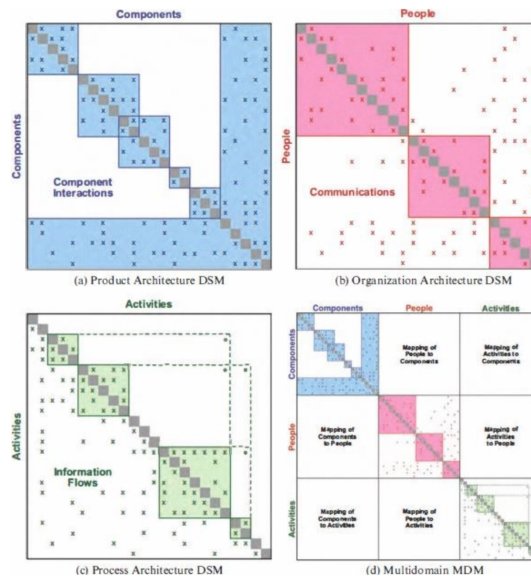 Components
People
Components
Component
Interactions
People
Communications
(a) Product Architecture DSM
(b) Organization Architecture DSM
Activities
Components
People
Activities
Components
Mapping of
People to
Components
Mapping of
Activities to
Components
Activities
Information
Flows
People
Mapping of
Components
to People
Mapping of
Activities
to People
Activities
Mapping of
Components
to Activities
Mapping of
People to
Activities
(c) Process Architecture DSM
(d) Multidomain MDM